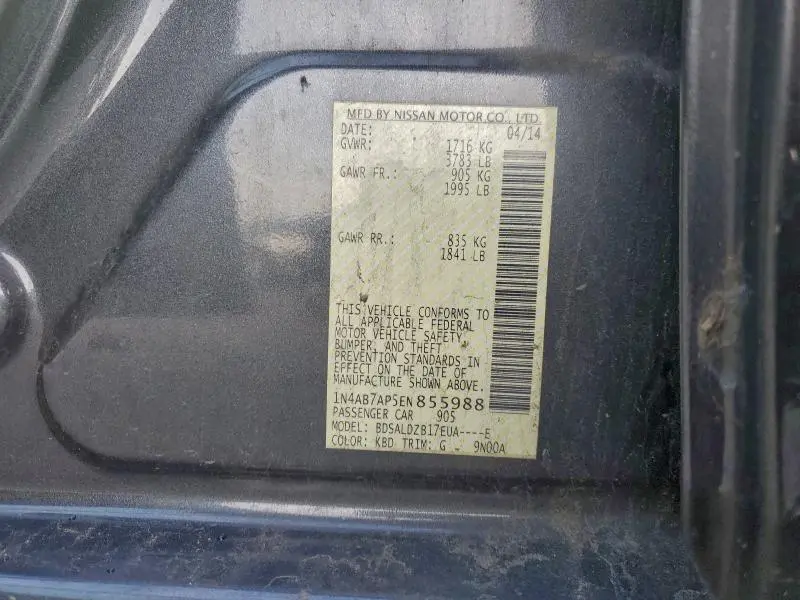 MFD BY NISSAN MOTOR CO., LTD.
DATE: 04/14
GVWR: 1716 KG
3783 LB
GAWR FR.: 905 KG
1995 LB
GAWR RR.: 835 KG
1841 LB
THIS VEHICLE CONFORMS TO
ALL APPLICABLE FEDERAL
MOTOR VEHICLE SAFETY,
BUMPER, AND THEFT
PREVENTION STANDARDS IN
EFFECT ON THE DATE OF
MANUFACTURE SHOWN ABOVE.
1N4AB7AP5EN855988
PASSENGER CAR 905
MODEL: BDSALDZB17EUA----E
COLOR: KBD TRIM: G 9N00A